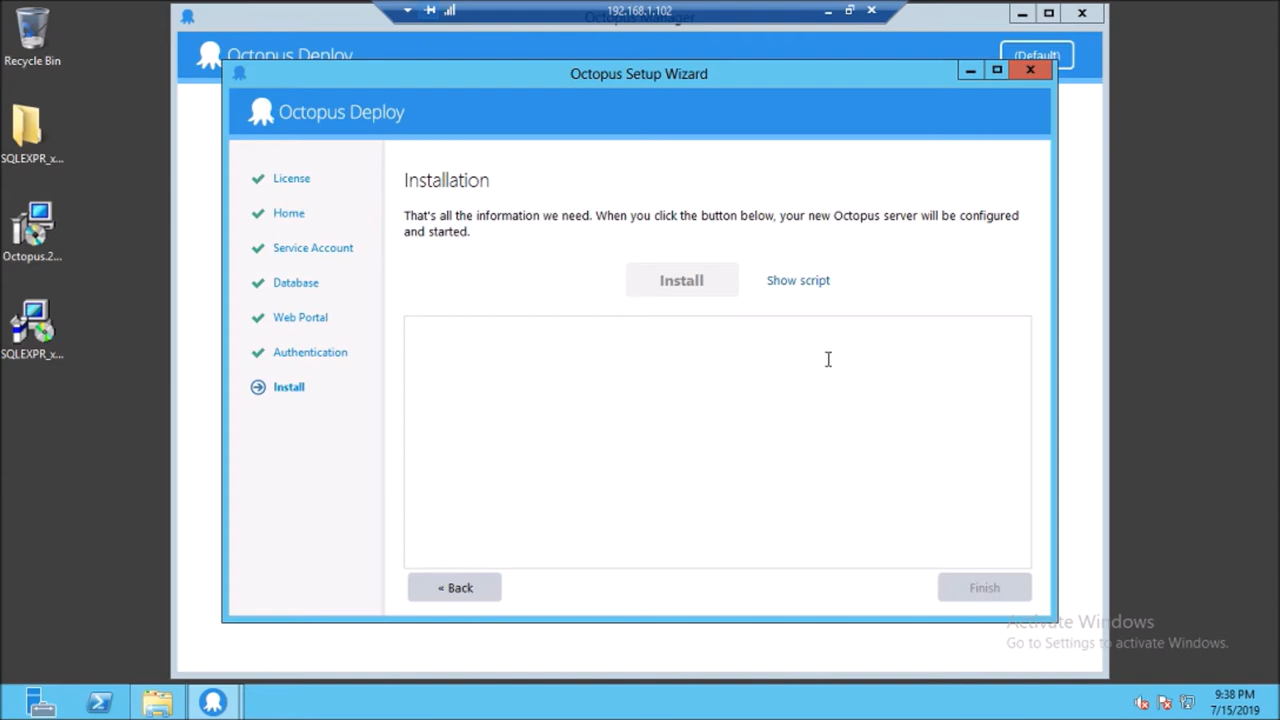 192.168.1.102
Octopus Manager
Recycle Bin
Octopus Deploy
(Default)
Octopus Setup Wizard
Octopus Deploy
SQLEXPR_x...
License
Installation
Home
That's all the information we need. When you click the button below, your new Octopus server will be configured
and started.
Service Account
Octopus.2...
Database
Install
Show script
Web Portal
SQLEXPR_x...
Authentication
Install
« Back
Finish
Activate Windows
Go to Settings to activate Windows.
9:38 PM
7/15/2019